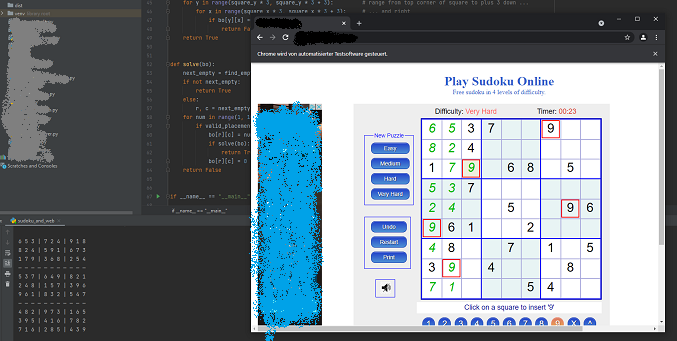 dist
venv
.py
.py
Scratches and Consoles
for y in range(square_y * 3, square_y * 3 + 3):
# range from top corner of square to plus 3 down ...
for x in range(square_x * 3, square_x * 3 + 3):
# ... and right
if bo[y][x] =
return Fa
return True
def solve(bo):
next_empty = find_emp
if not next_empty:
return True
else:
r, c = next_empty
for num in range(1, 1
if valid_placemen
bo[r][c] = nu
if solve(bo):
return Tr
bo[r][c] = 0
return False
if __name__ == "__main__"
if __name__ == "__main__"
sudoku_and_web
6 5 3 | 7 2 4 | 9 1 8
8 2 4 | 5 9 1 | 6 7 3
1 7 9 | 3 6 8 | 2 5 4
5 3 7 | 6 4 9 | 8 2 1
2 4 8 | 1 5 7 | 3 9 6
9 6 1 | 8 3 2 | 5 4 7
4 8 2 | 9 7 3 | 1 6 5
3 9 5 | 4 1 6 | 7 8 2
7 1 6 | 2 8 5 | 4 3 9
Chrome wird von automatisierter Testsoftware gesteuert.
Play Sudoku Online
Free sudoku in 4 levels of difficulty.
Difficulty: Very Hard
Timer: 00:23
New Puzzle
Easy
Medium
Hard
Very Hard
Undo
Restart
Print
6 5 3 7 9
8 2 4
1 7 9 6 8 5
5 3 7
2 4 5 9 6
9 6 1 2
4 8 7 1 5
3 9 4 8
7 1 5 4
Click on a square to insert '9'
1 2 3 4 5 6 7 8 9 X ^